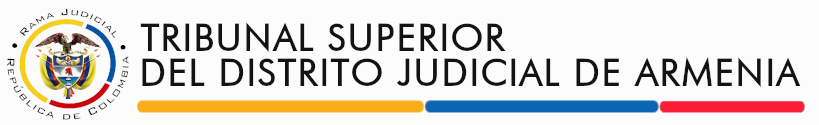 RAMA JUDICIAL
REPÚBLICA DE COLOMBIA
TRIBUNAL SUPERIOR
DEL DISTRITO JUDICIAL DE ARMENIA